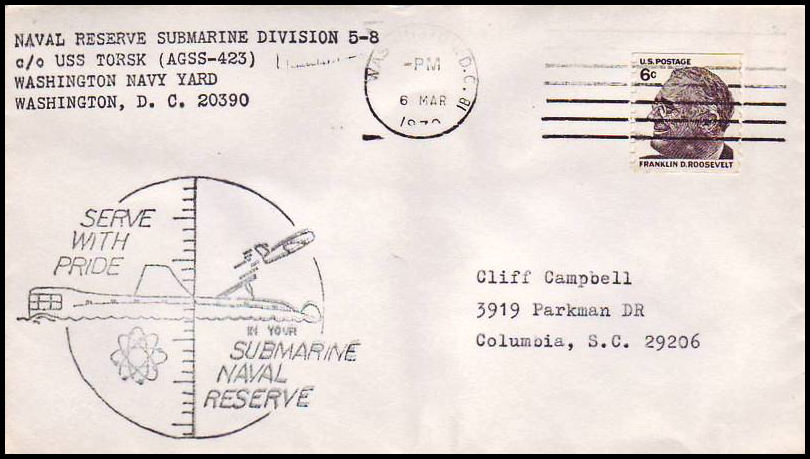 NAVAL RESERVE SUBMARINE DIVISION 5-8
c/o USS TORSK (AGSS-423)
WASHINGTON NAVY YARD
WASHINGTON, D. C. 20390
D.C.
-PM
6 MAR
U.S. POSTAGE
6c
FRANKLIN D. ROOSEVELT
SERVE
WITH
PRIDE
IN YOUR
SUBMARINE
NAVAL
RESERVE
Cliff Campbell
3919 Parkman DR
Columbia, S.C. 29206